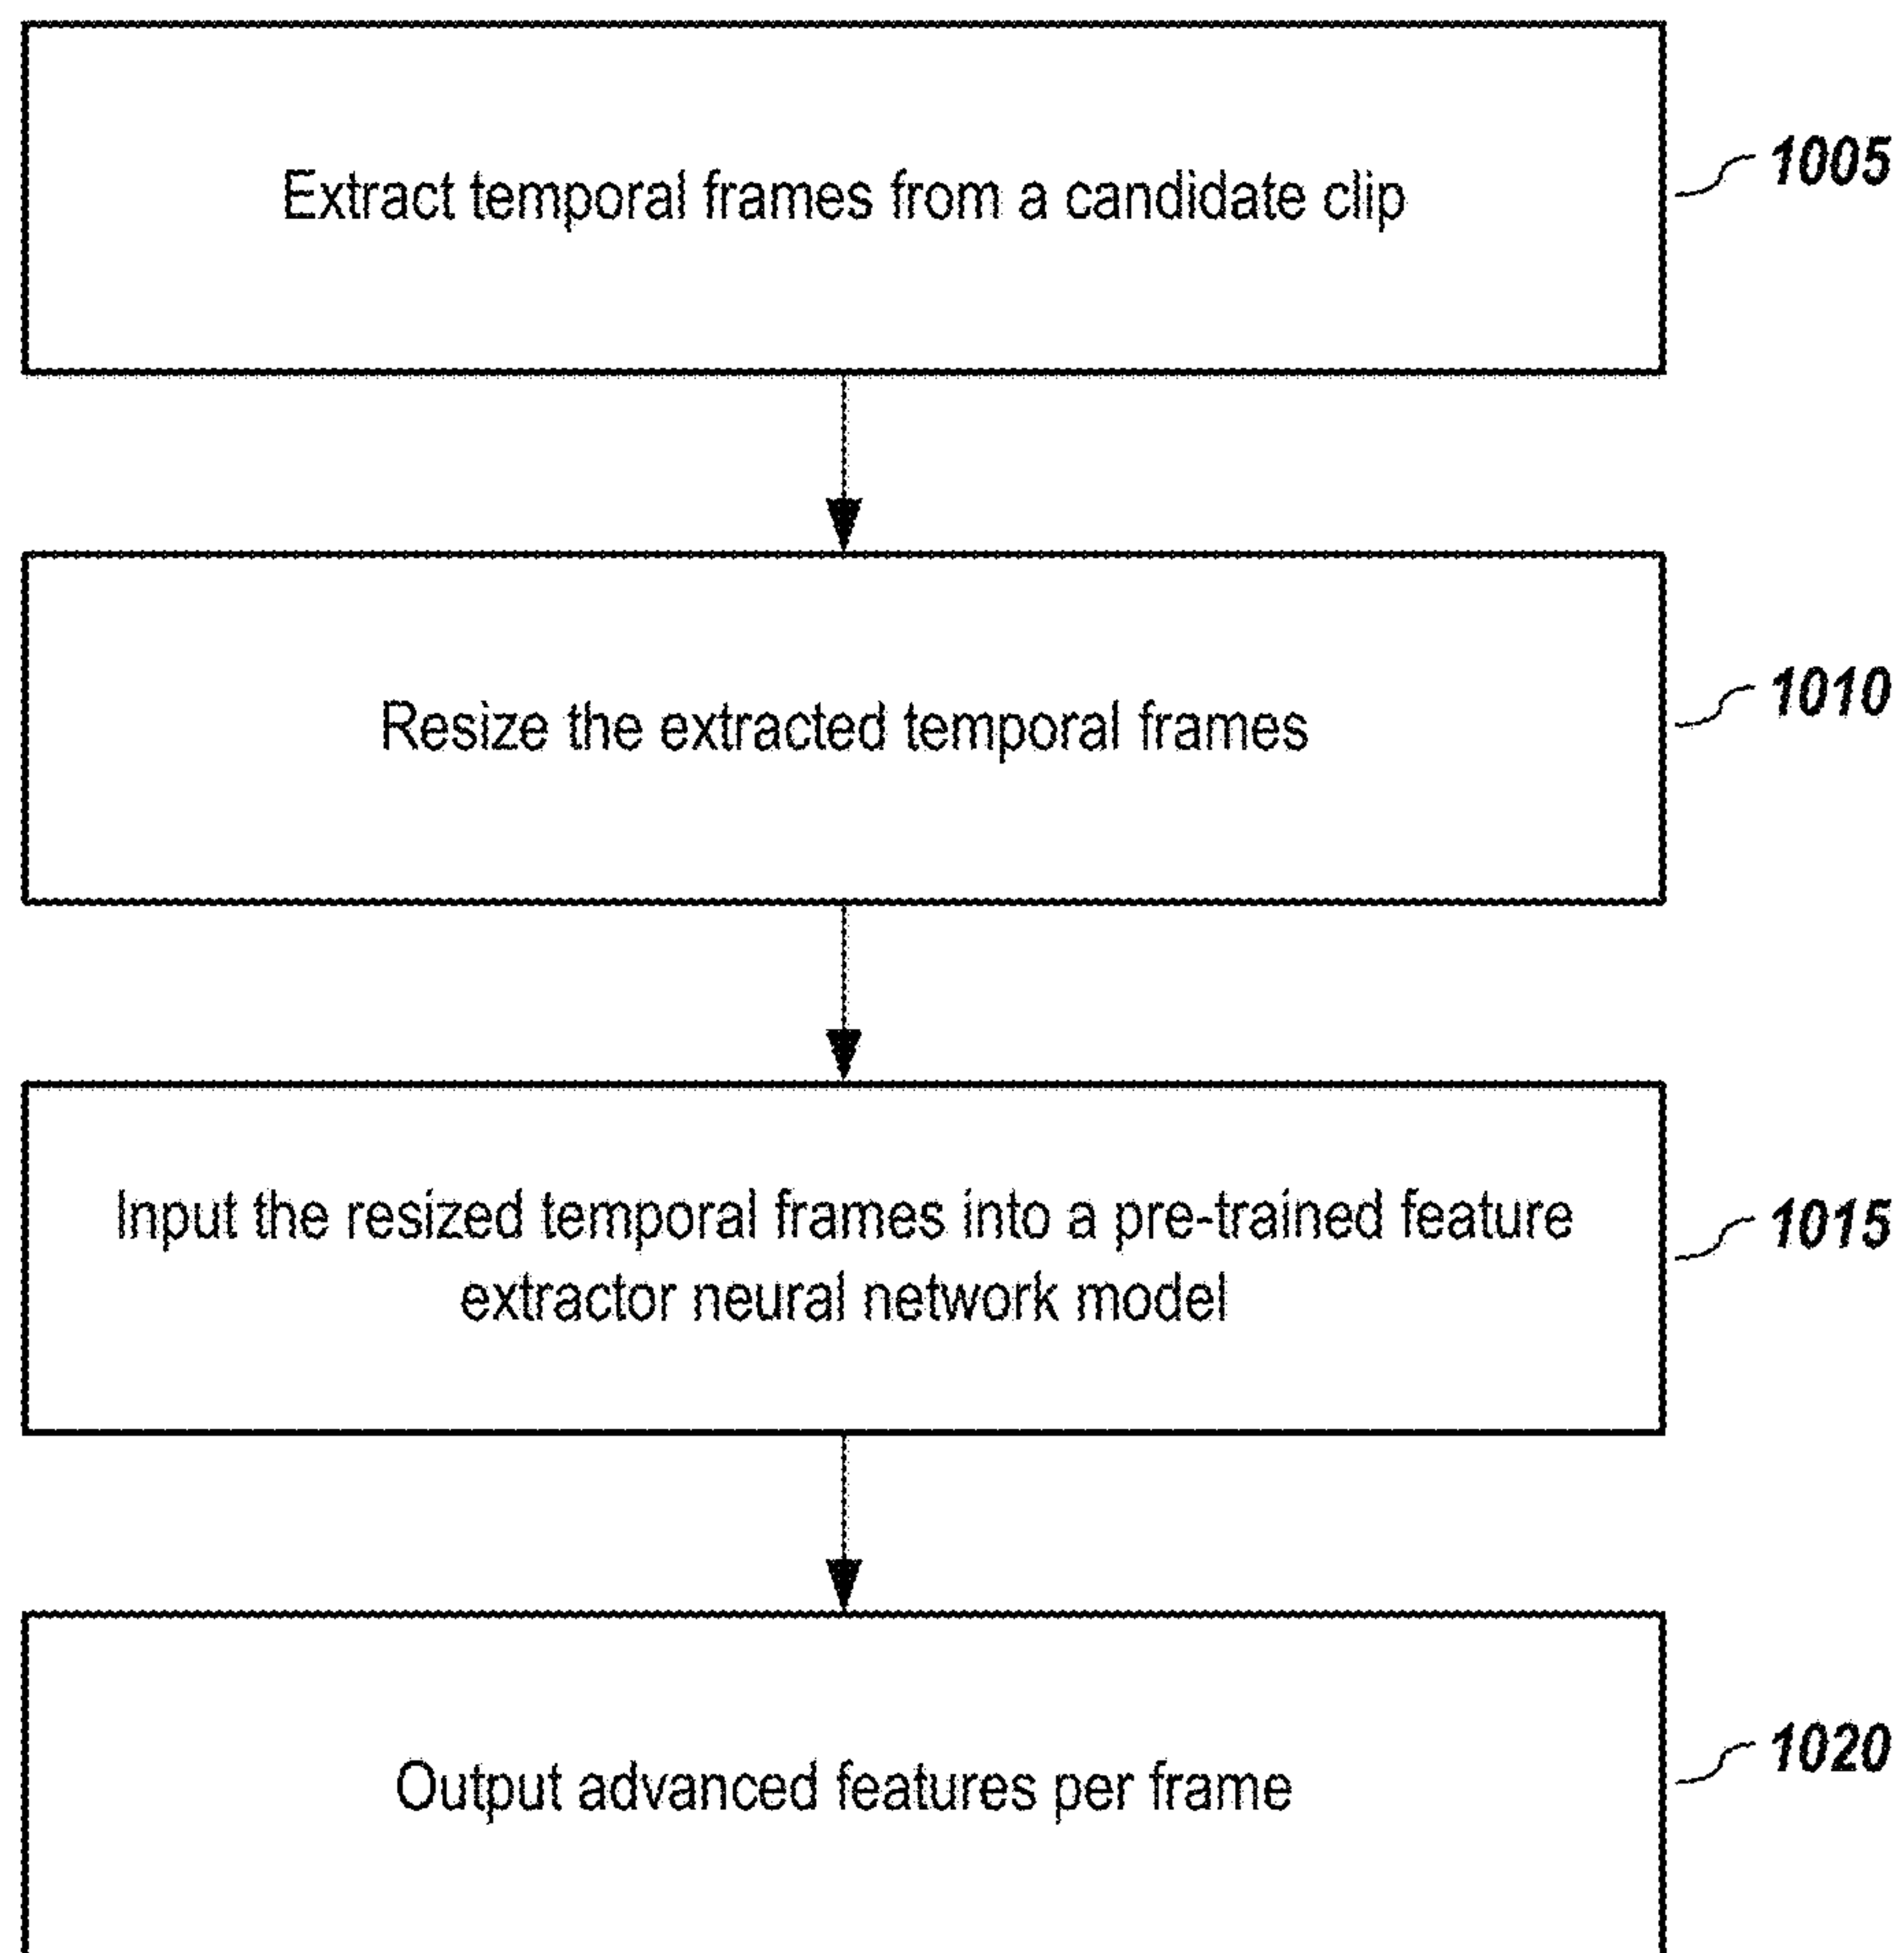 Extract temporal frames from a candidate clip
1005
Resize the extracted temporal frames
1010
Input the resized temporal frames into a pre-trained feature
extractor neural network model
1015
Output advanced features per frame
1020